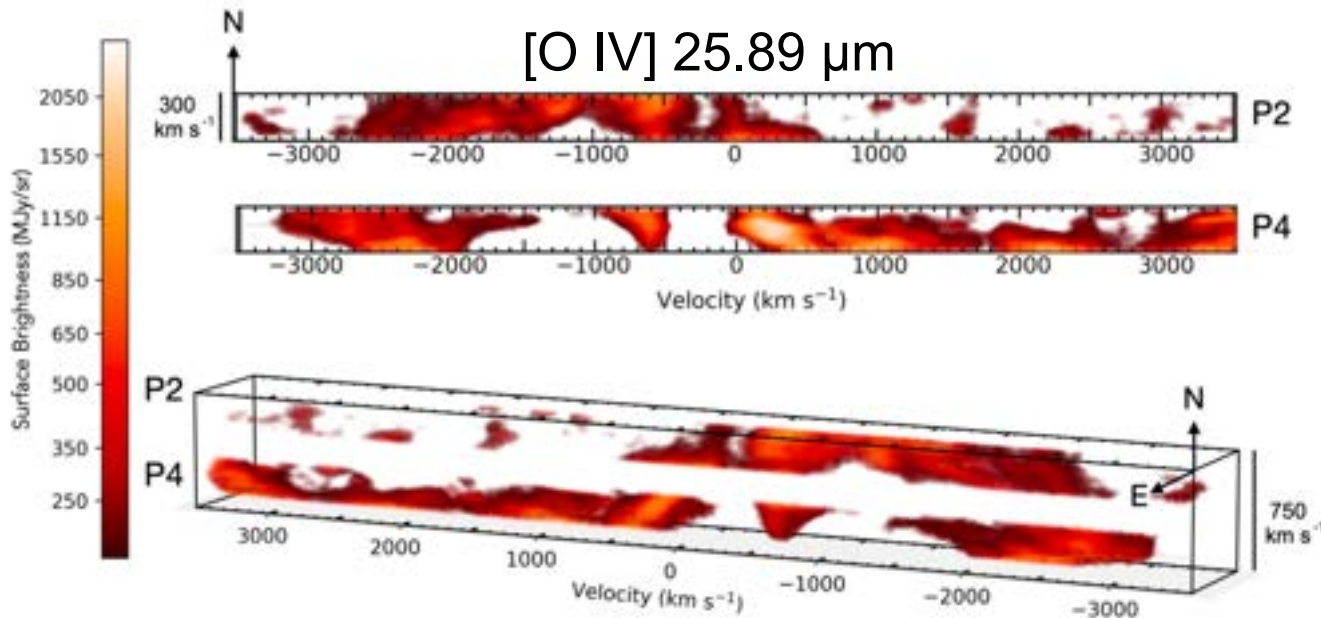 [O IV] 25.89 μm
N
300
km s⁻¹
P2
−3000 −2000 −1000 0 1000 2000 3000
P4
−3000 −2000 −1000 0 1000 2000 3000
Velocity (km s⁻¹)
Surface Brightness (MJy/sr)
2050
1550
1150
850
650
500
350
250
P2
P4
N
E
750
km s⁻¹
3000 2000 1000 0 −1000 −2000 −3000
Velocity (km s⁻¹)